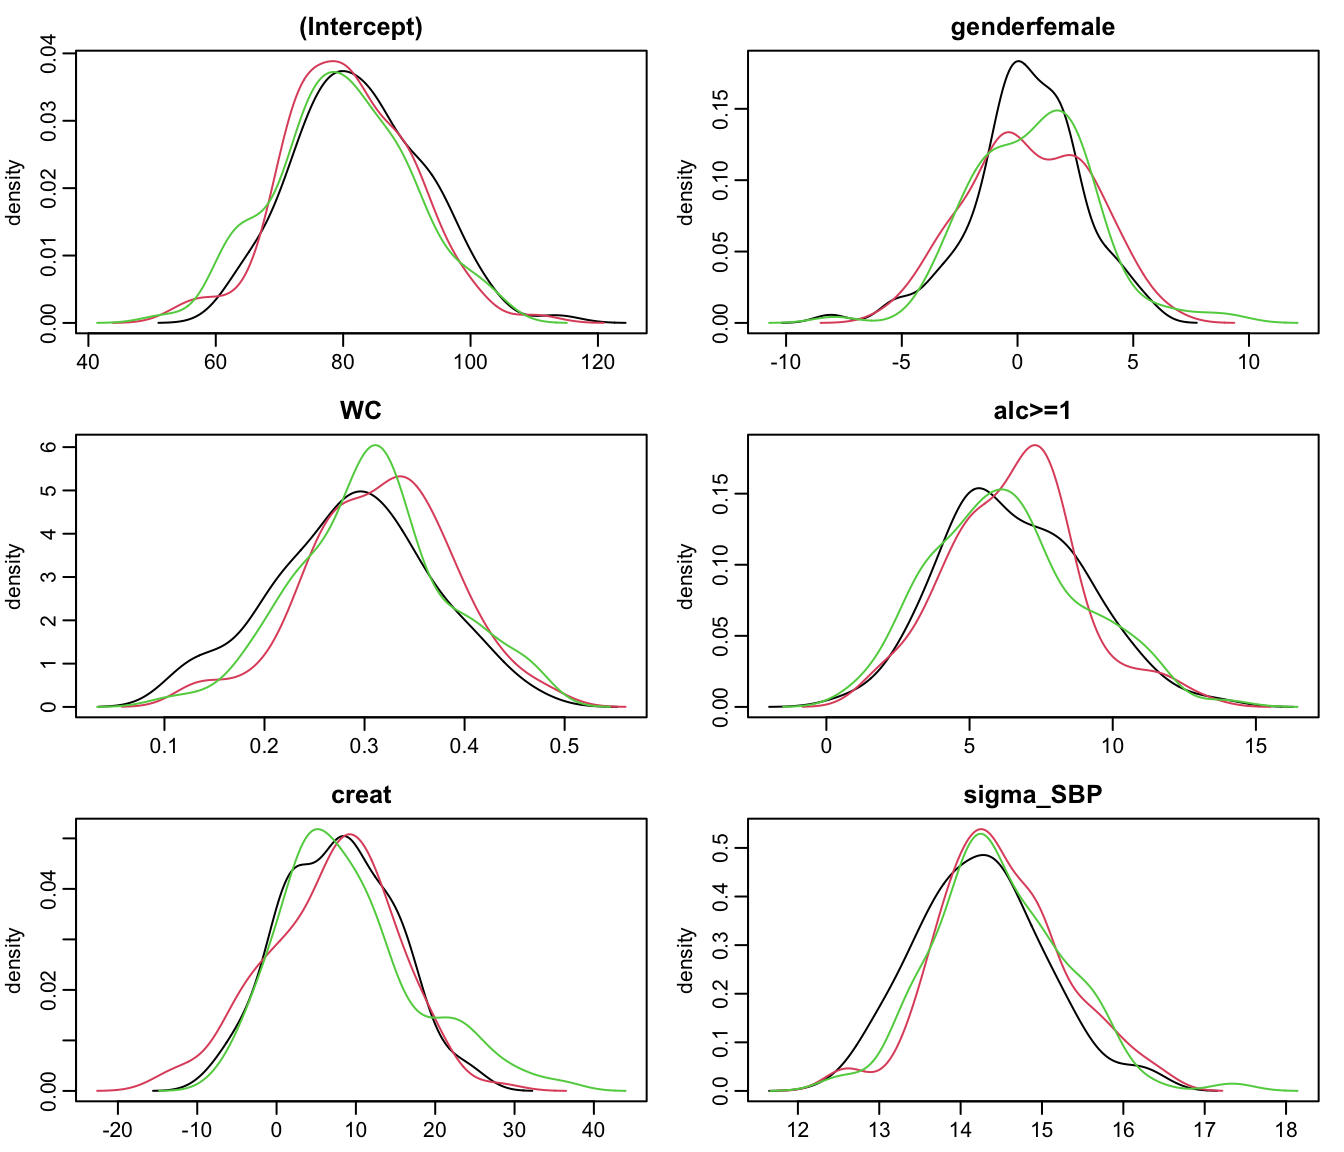 (Intercept)
density
0.00 0.01 0.02 0.03 0.04
40 60 80 100 120
genderfemale
density
0.00 0.05 0.10 0.15
-10 -5 0 5 10
WC
density
0 1 2 3 4 5 6
0.1 0.2 0.3 0.4 0.5
alc>=1
density
0.00 0.05 0.10 0.15
0 5 10 15
creat
density
0.00 0.02 0.04
-20 -10 0 10 20 30 40
sigma_SBP
density
0.0 0.1 0.2 0.3 0.4 0.5
12 13 14 15 16 17 18